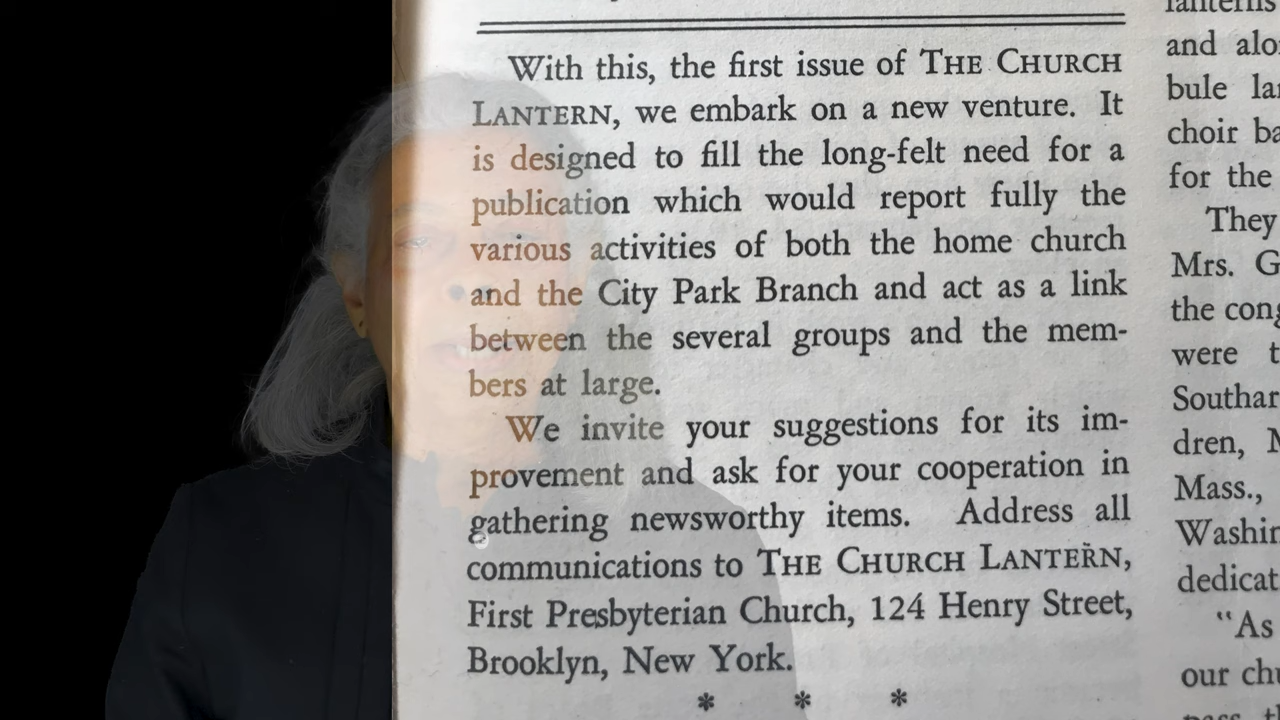 With this, the first issue of THE CHURCH
LANTERN, we embark on a new venture. It
is designed to fill the long-felt need for a
publication which would report fully the
various activities of both the home church
and the City Park Branch and act as a link
between the several groups and the mem-
bers at large.
We invite your suggestions for its im-
provement and ask for your cooperation in
gathering newsworthy items. Address all
communications to THE CHURCH LANTERN,
First Presbyterian Church, 124 Henry Street,
Brooklyn, New York.
* * *
lanterns
and
bule
choir
for the
They
Mrs. G
the
were
dren,
Mass.,
"As
our